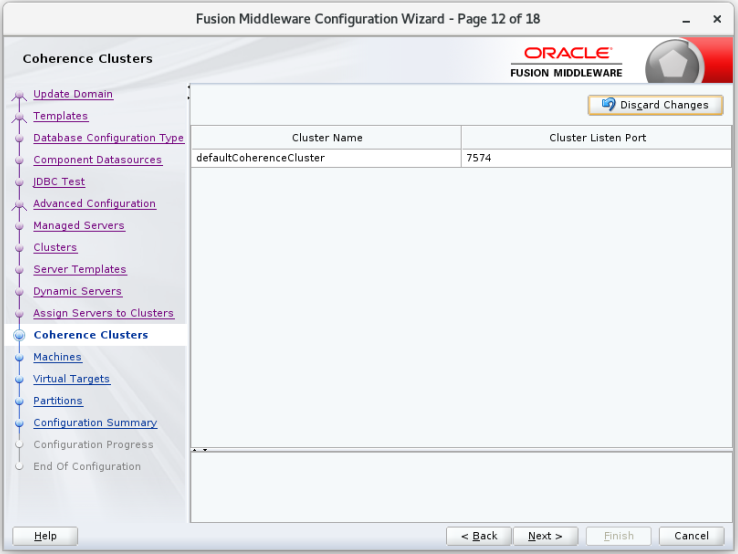 Fusion Middleware Configuration Wizard - Page 12 of 18
Coherence Clusters
ORACLE
FUSION MIDDLEWARE
Update Domain
Templates
Database Configuration Type
Component Datasources
JDBC Test
Advanced Configuration
Managed Servers
Clusters
Server Templates
Dynamic Servers
Assign Servers to Clusters
Coherence Clusters
Machines
Virtual Targets
Partitions
Configuration Summary
Configuration Progress
End Of Configuration
Discard Changes
Cluster Name Cluster Listen Port
defaultCoherenceCluster 7574
Help
< Back Next > Finish Cancel